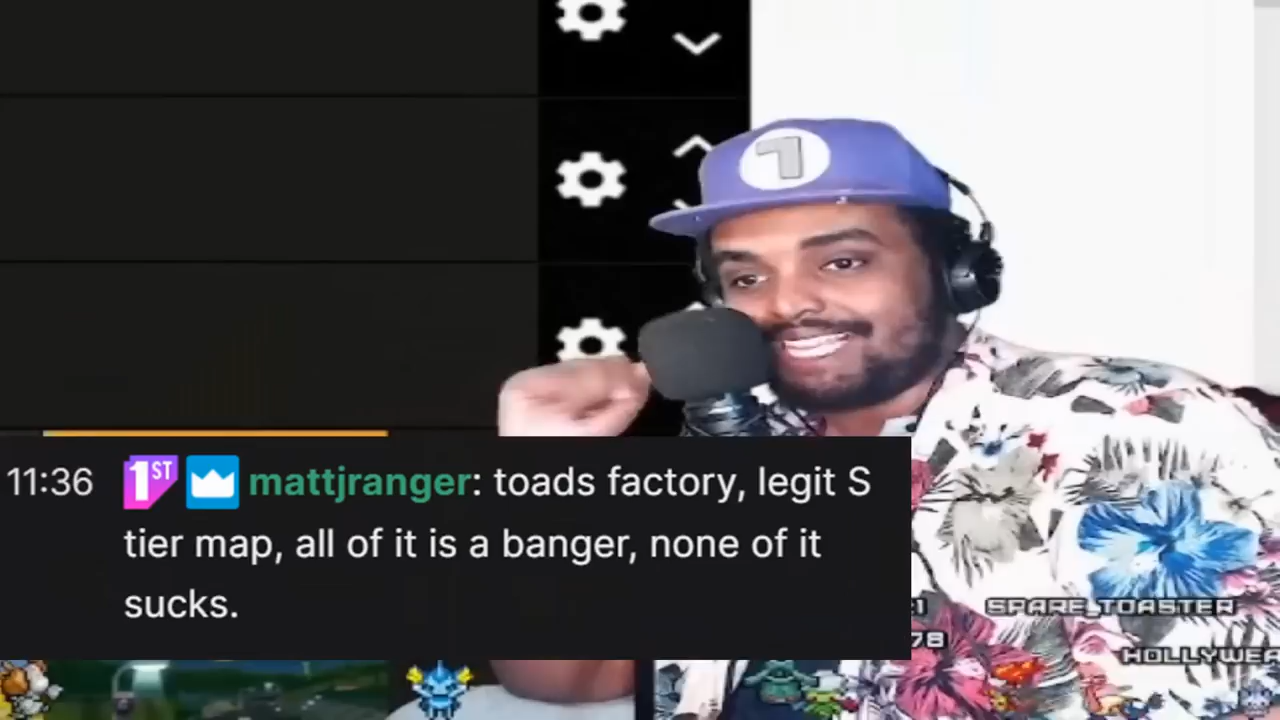 11:36 1ST mattjranger: toads factory, legit S
tier map, all of it is a banger, none of it
sucks.
SPARE_TOASTER
78